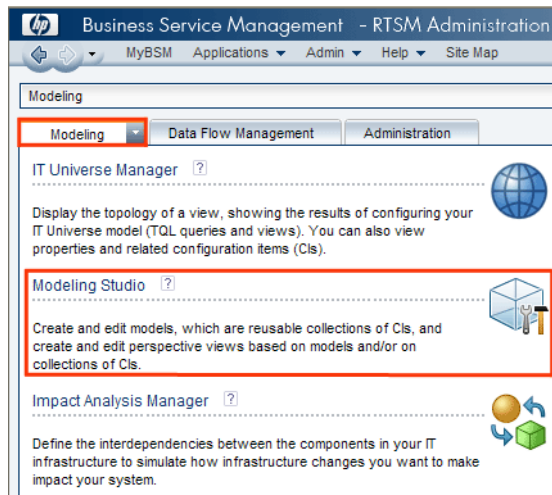 hp Business Service Management - RTSM Administration
MyBSM Applications Admin Help Site Map
Modeling
Modeling Data Flow Management Administration
IT Universe Manager ?
Display the topology of a view, showing the results of configuring your
IT Universe model (TQL queries and views). You can also view
properties and related configuration items (CIs).
Modeling Studio ?
Create and edit models, which are reusable collections of CIs, and
create and edit perspective views based on models and/or on
collections of CIs.
Impact Analysis Manager ?
Define the interdependencies between the components in your IT
infrastructure to simulate how infrastructure changes you want to make
impact your system.